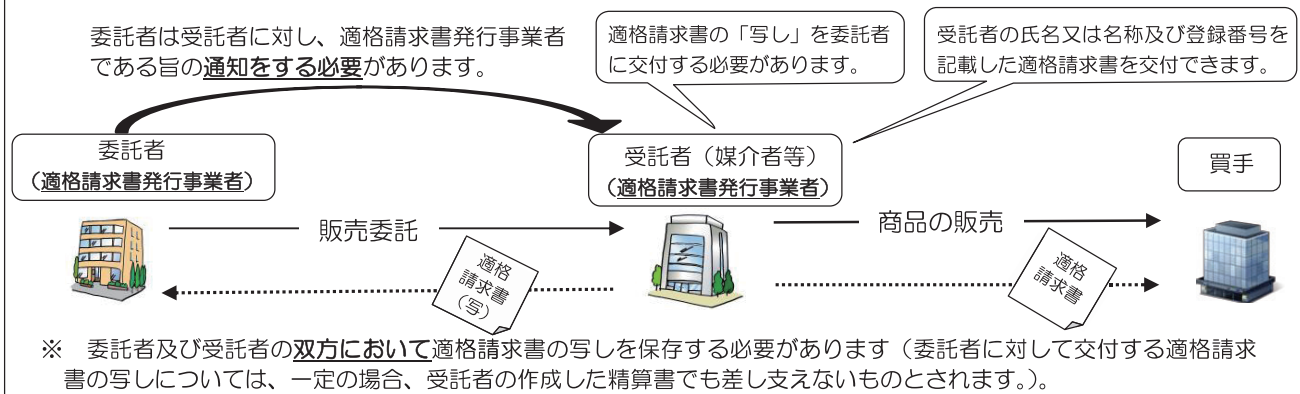 委託者は受託者に対し、適格請求書発行事業者
である旨の通知をする必要があります。
適格請求書の「写し」を委託者
に交付する必要があります。
受託者の氏名又は名称及び登録番号を
記載した適格請求書を交付できます。
委託者
（適格請求書発行事業者）
受託者（媒介者等）
（適格請求書発行事業者）
買手
販売委託
商品の販売
適格
請求書
（写）
適格
請求書
※　委託者及び受託者の双方において適格請求書の写しを保存する必要があります（委託者に対して交付する適格請求
書の写しについては、一定の場合、受託者の作成した精算書でも差し支えないものとされます。）。